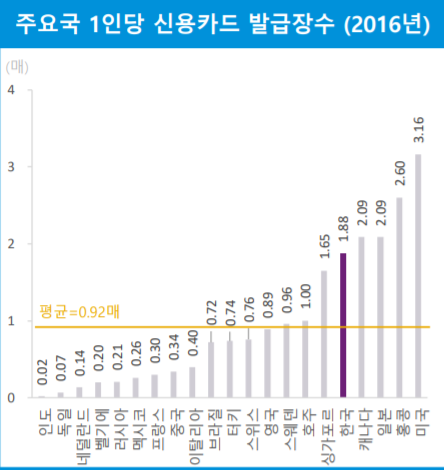 주요국 1인당 신용카드 발급장수 (2016년)
(매)
4
3
2
1
0
평균=0.92매
0.02
0.07
0.14
0.20
0.21
0.26
0.30
0.34
0.40
0.72
0.74
0.76
0.89
0.96
1.00
1.65
1.88
2.09
2.09
2.60
3.16
인도
독일
네덜란드
벨기에
러시아
멕시코
프랑스
중국
이탈리아
브라질
터키
스위스
영국
스웨덴
호주
싱가포르
한국
캐나다
일본
홍콩
미국